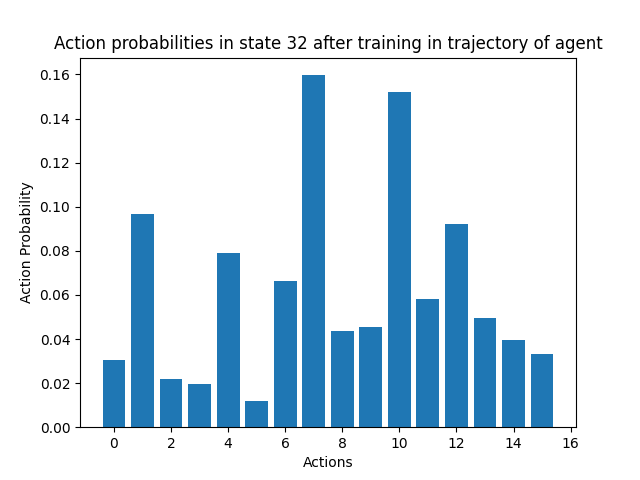 Action probabilities in state 32 after training in trajectory of agent
0.16
0.14
0.12
0.10
0.08
0.06
0.04
0.02
0.00
Action Probability
0 2 4 6 8 10 12 14 16
Actions